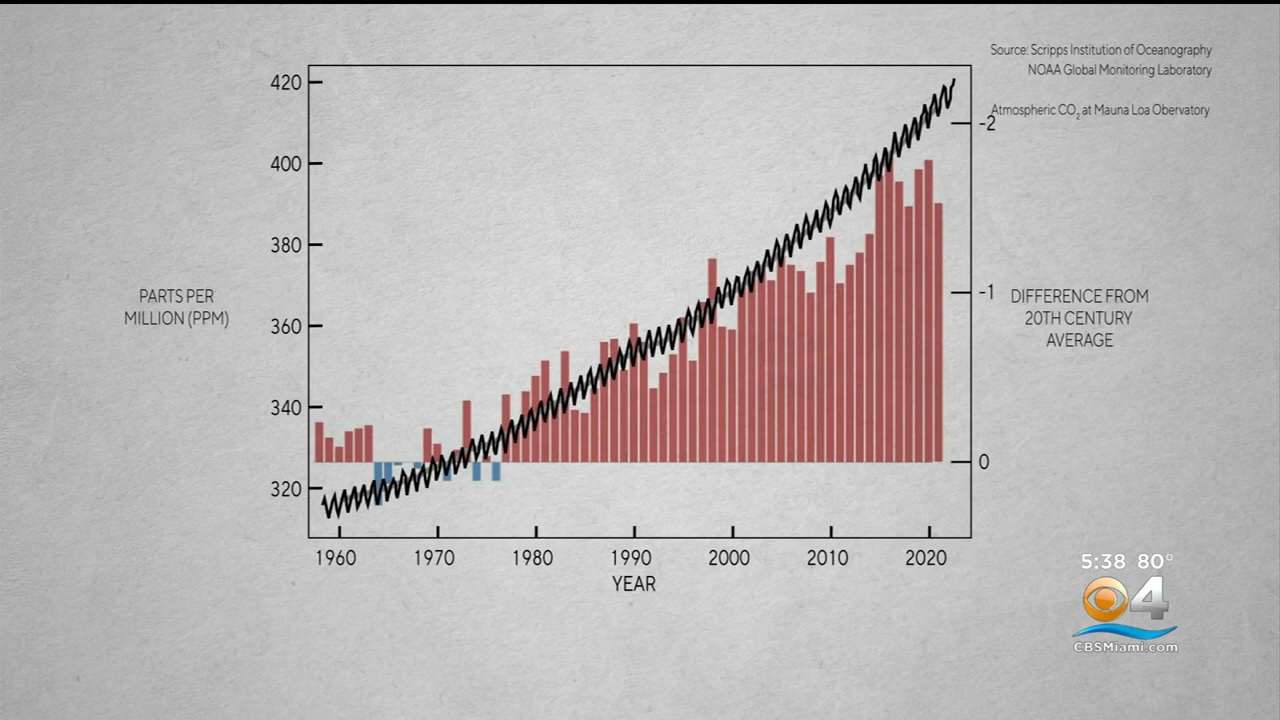 Source: Scripps Institution of Oceanography
NOAA Global Monitoring Laboratory
Atmospheric CO₂ at Mauna Loa Obervatory
420
400
380
360
340
320
PARTS PER
MILLION (PPM)
-2
-1
0
DIFFERENCE FROM
20TH CENTURY
AVERAGE
1960 1970 1980 1990 2000 2010 2020
YEAR
5:38 80°
4
CBSMiami.com